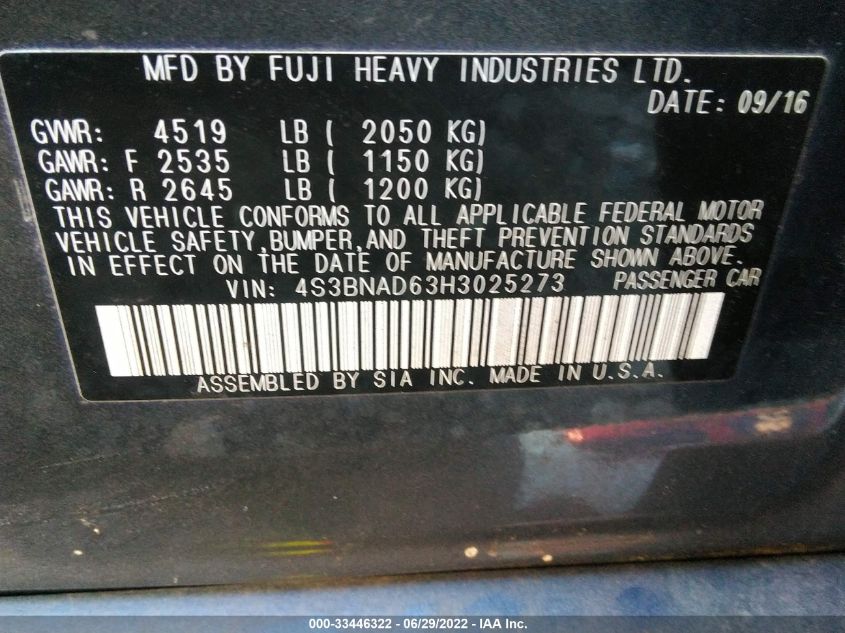 MFD BY FUJI HEAVY INDUSTRIES LTD.
DATE: 09/16
GVWR: 4519 LB ( 2050 KG)
GAWR: F 2535 LB ( 1150 KG)
GAWR: R 2645 LB ( 1200 KG)
THIS VEHICLE CONFORMS TO ALL APPLICABLE FEDERAL MOTOR
VEHICLE SAFETY,BUMPER,AND THEFT PREVENTION STANDARDS
IN EFFECT ON THE DATE OF MANUFACTURE SHOWN ABOVE.
VIN: 4S3BNAD63H3025273 PASSENGER CAR
ASSEMBLED BY SIA INC. MADE IN U.S.A.
000-33446322 - 06/29/2022 - IAA Inc.